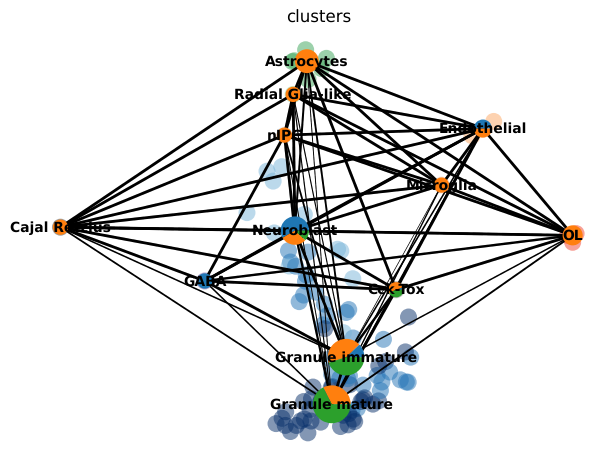 clusters
Astrocytes
Radial Glia-like
nIPC
Endothelial
Microglia
Cajal Retzius
Neuroblast
OL
GABA
Cck-Tox
Granule immature
Granule mature